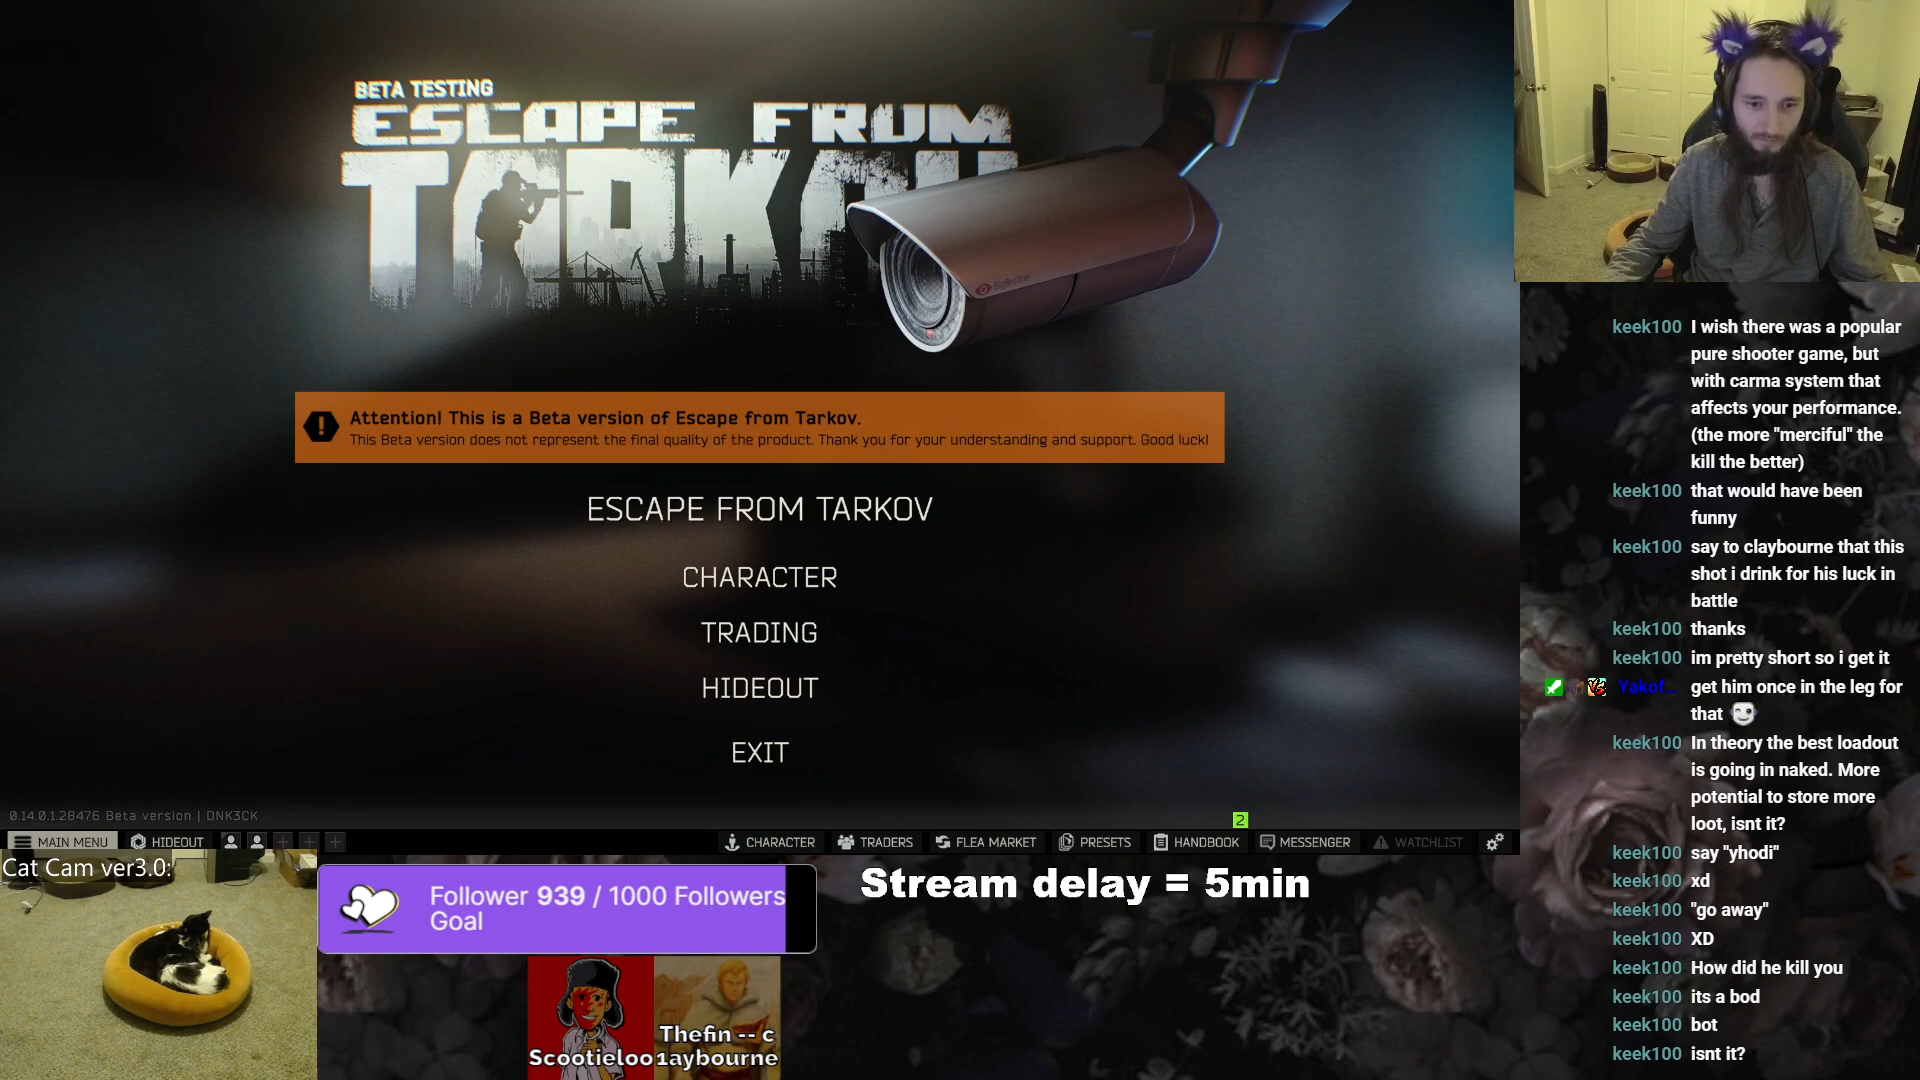 BETA TESTING
ESCAPE FROM
TARKOV
BigBrother
Attention! This is a Beta version of Escape from Tarkov.
This Beta version does not represent the final quality of the product. Thank you for your understanding and support. Good luck!
ESCAPE FROM TARKOV
CHARACTER
TRADING
HIDEOUT
EXIT
0.14.0.1.28476 Beta version | DNK3CK
2
MAIN MENU
HIDEOUT
CHARACTER
TRADERS
FLEA MARKET
PRESETS
HANDBOOK
MESSENGER
WATCHLIST
Cat Cam ver3.0:
Follower 939 / 1000 Followers
Goal
Stream delay = 5min
Thefin -- c
Scootieloo
1aybourne
keek100 I wish there was a popular
pure shooter game, but
with carma system that
affects your performance.
(the more "merciful" the
kill the better)
keek100 that would have been
funny
keek100 say to claybourne that this
shot i drink for his luck in
battle
keek100 thanks
keek100 im pretty short so i get it
Yakof... get him once in the leg for
that
keek100 In theory the best loadout
is going in naked. More
potential to store more
loot, isnt it?
keek100 say "yhodi"
keek100 xd
keek100 "go away"
keek100 XD
keek100 How did he kill you
keek100 its a bod
keek100 bot
keek100 isnt it?